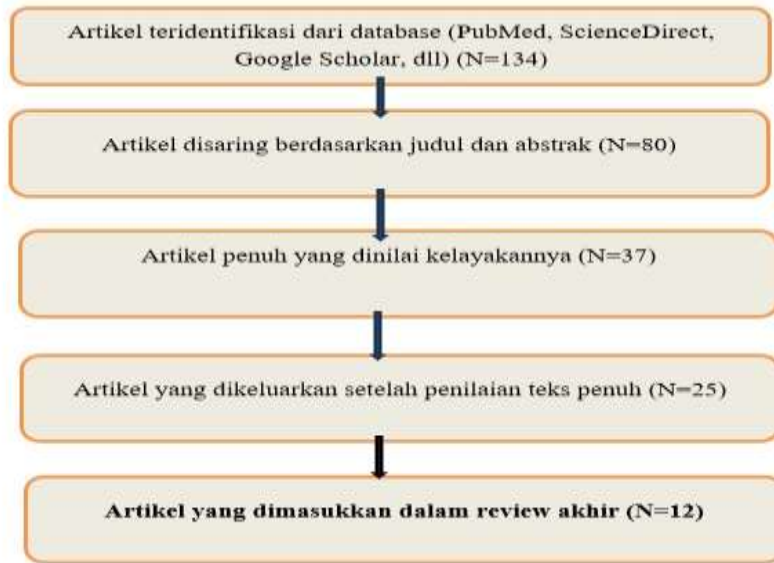 Artikel teridentifikasi dari database (PubMed, ScienceDirect,
Google Scholar, dll) (N=134)
Artikel disaring berdasarkan judul dan abstrak (N=80)
Artikel penuh yang dinilai kelayakannya (N=37)
Artikel yang dikeluarkan setelah penilaian teks penuh (N=25)
Artikel yang dimasukkan dalam review akhir (N=12)